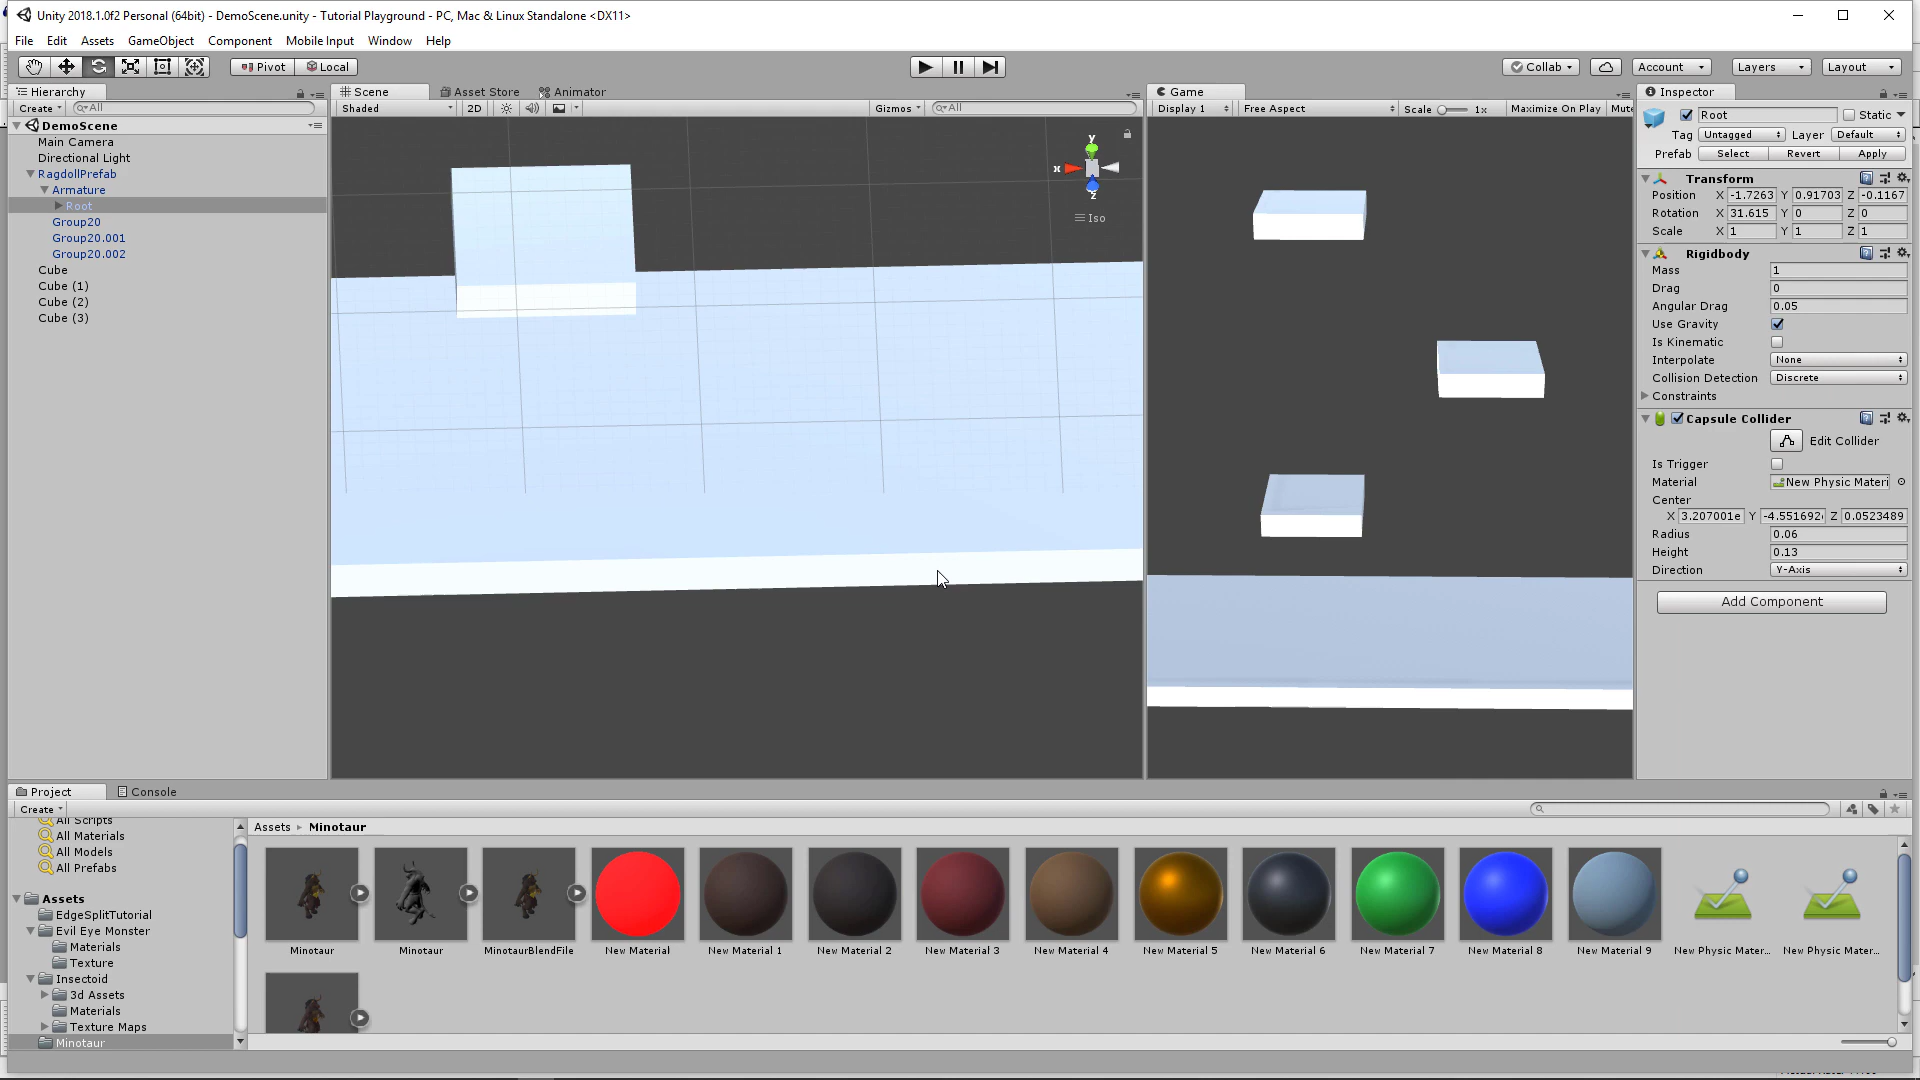 Unity 2018.1.0f2 Personal (64bit) - DemoScene.unity - Tutorial Playground - PC, Mac & Linux Standalone <DX11>
File Edit Assets GameObject Component Mobile Input Window Help
Pivot Local Collab Account Layers Layout
Hierarchy
Create All
DemoScene
Main Camera
Directional Light
RagdollPrefab
Armature
Root
Group20
Group20.001
Group20.002
Cube
Cube (1)
Cube (2)
Cube (3)
Scene Asset Store Animator
Shaded 2D Gizmos All
y
x
z
Iso
Game
Display 1 Free Aspect Scale 1x Maximize On Play Mute
Inspector
Root Static
Tag Untagged Layer Default
Prefab Select Revert Apply
Transform
Position X -1.7263 Y 0.91703 Z -0.1167
Rotation X 31.615 Y 0 Z 0
Scale X 1 Y 1 Z 1
Rigidbody
Mass 1
Drag 0
Angular Drag 0.05
Use Gravity
Is Kinematic
Interpolate None
Collision Detection Discrete
Constraints
Capsule Collider
Edit Collider
Is Trigger
Material New Physic Materi
Center
X 3.207001e Y -4.551692 Z 0.0523489
Radius 0.06
Height 0.13
Direction Y-Axis
Add Component
Project Console
Create
All Scripts
All Materials
All Models
All Prefabs
Assets
EdgeSplitTutorial
Evil Eye Monster
Materials
Texture
Insectoid
3d Assets
Materials
Texture Maps
Minotaur
Assets Minotaur
Minotaur Minotaur MinotaurBlendFile New Material New Material 1 New Material 2 New Material 3 New Material 4 New Material 5 New Material 6 New Material 7 New Material 8 New Material 9 New Physic Mater... New Physic Mater...